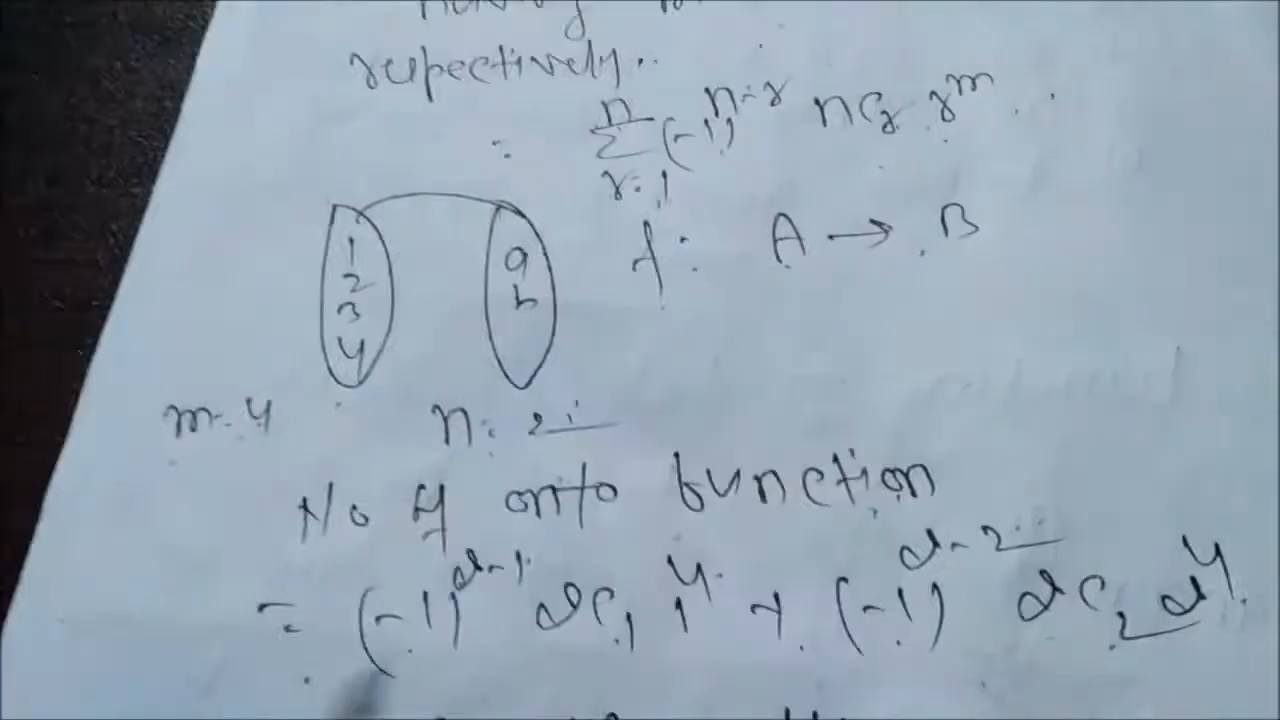 respectively..
= n Σ r=1 (-1)^n-r nCr r^m
f: A → B
1 a
2 b
3
4
m=4 n=2
No of onto function
= (-1)^2-1 2C1 1^4 + (-1)^2-2 2C2 2^4